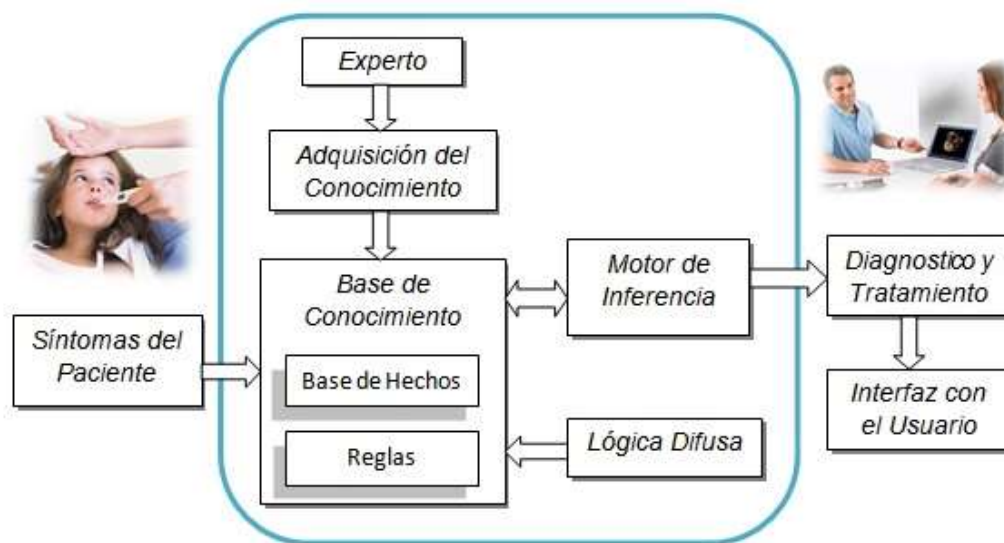 Experto
Adquisición del
Conocimiento
Base de
Conocimiento
Base de Hechos
Reglas
Síntomas del
Paciente
Motor de
Inferencia
Lógica Difusa
Diagnostico y
Tratamiento
Interfaz con
el Usuario